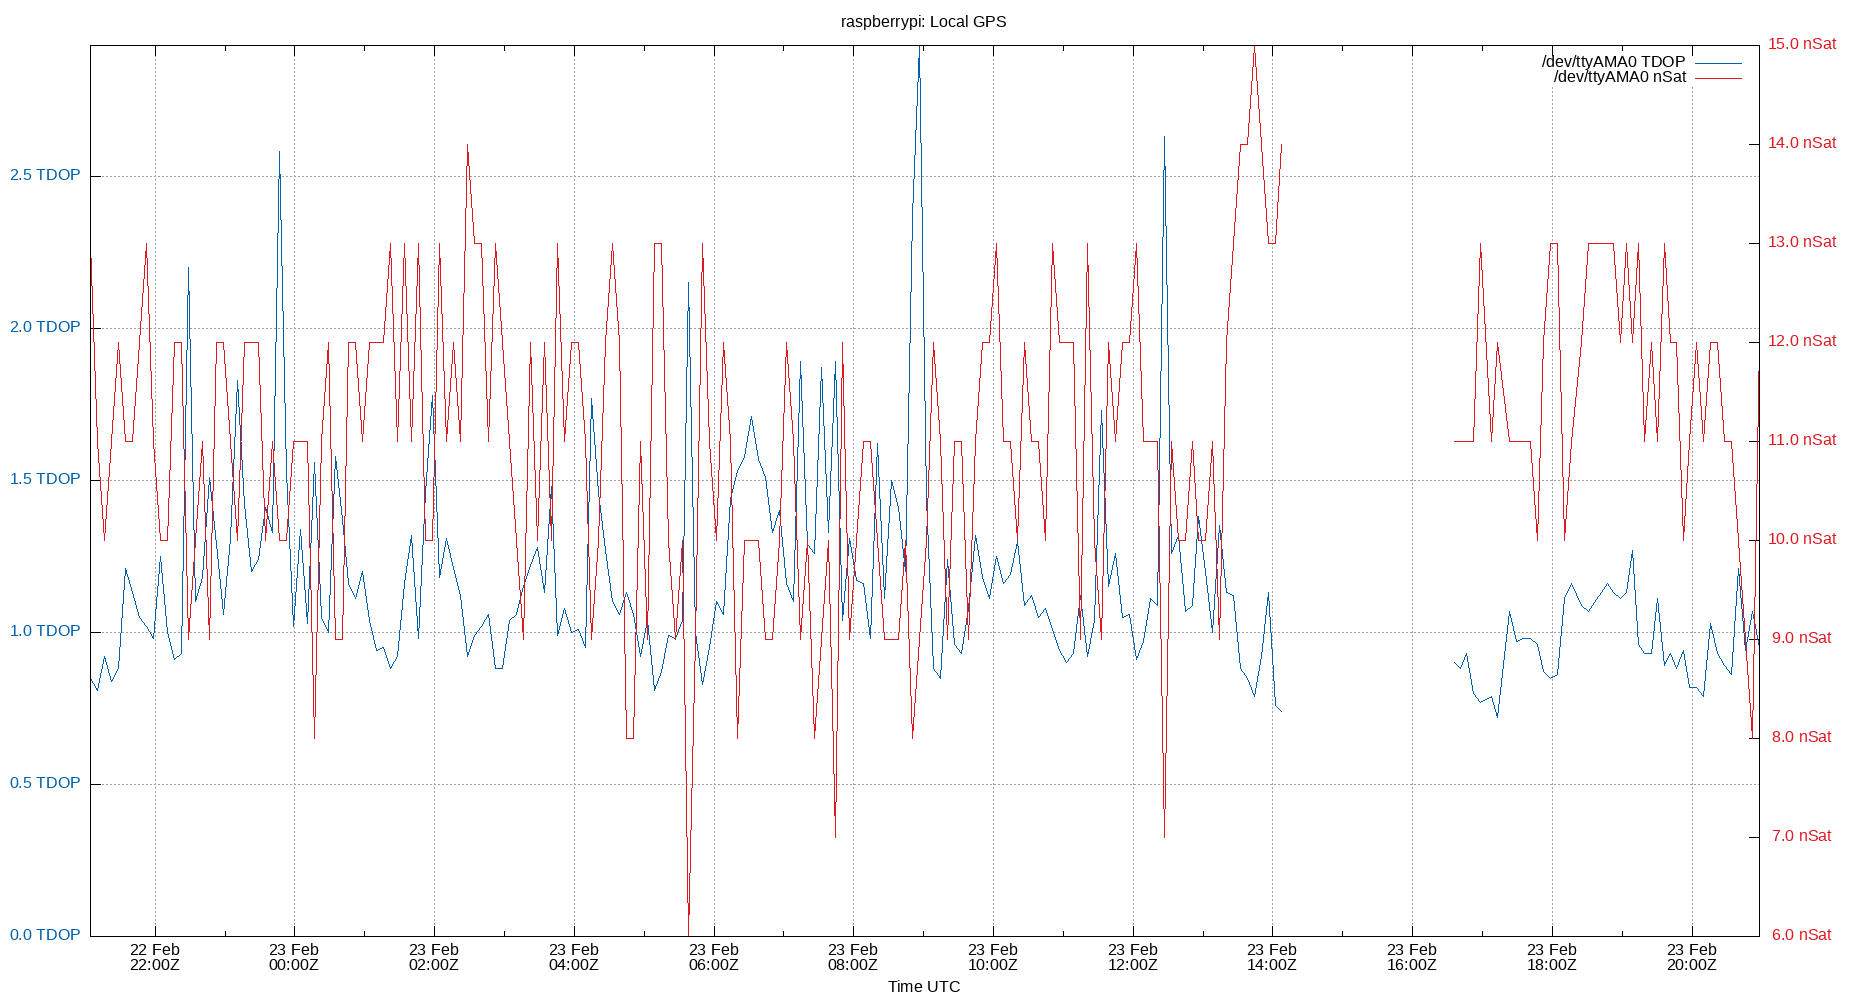 raspberrypi: Local GPS
/dev/ttyAMA0 TDOP
/dev/ttyAMA0 nSat
2.5 TDOP
2.0 TDOP
1.5 TDOP
1.0 TDOP
0.5 TDOP
0.0 TDOP
15.0 nSat
14.0 nSat
13.0 nSat
12.0 nSat
11.0 nSat
10.0 nSat
9.0 nSat
8.0 nSat
7.0 nSat
6.0 nSat
22 Feb
22:00Z
23 Feb
00:00Z
23 Feb
02:00Z
23 Feb
04:00Z
23 Feb
06:00Z
23 Feb
08:00Z
23 Feb
10:00Z
23 Feb
12:00Z
23 Feb
14:00Z
23 Feb
16:00Z
23 Feb
18:00Z
23 Feb
20:00Z
Time UTC